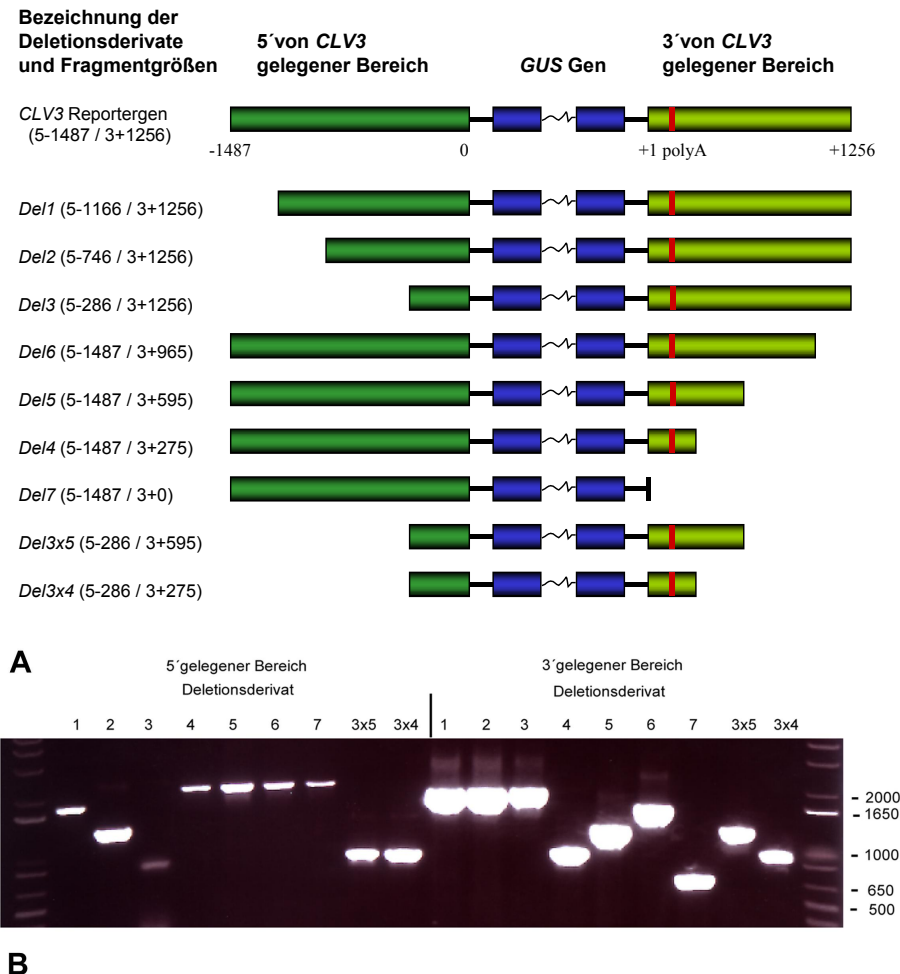 Bezeichnung der
Deletionsderivate
und Fragmentgrößen
5´von CLV3
gelegener Bereich
GUS Gen
3´von CLV3
gelegener Bereich
CLV3 Reportergen
(5-1487 / 3+1256)
-1487 0 +1 polyA +1256
Del1 (5-1166 / 3+1256)
Del2 (5-746 / 3+1256)
Del3 (5-286 / 3+1256)
Del6 (5-1487 / 3+965)
Del5 (5-1487 / 3+595)
Del4 (5-1487 / 3+275)
Del7 (5-1487 / 3+0)
Del3x5 (5-286 / 3+595)
Del3x4 (5-286 / 3+275)
A
5´gelegener Bereich
Deletionsderivat
3´gelegener Bereich
Deletionsderivat
1 2 3 4 5 6 7 3x5 3x4 1 2 3 4 5 6 7 3x5 3x4
- 2000
- 1650
- 1000
- 650
- 500
B